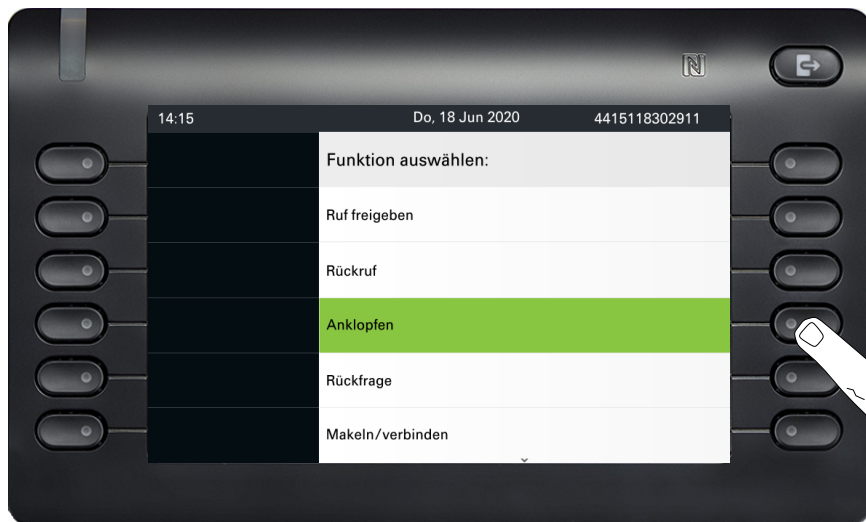 14:15 Do, 18 Jun 2020 4415118302911
Funktion auswählen:
Ruf freigeben
Rückruf
Anklopfen
Rückfrage
Makeln/verbinden